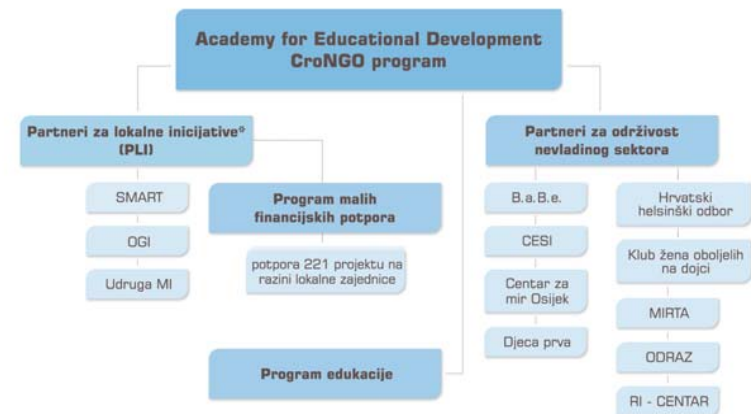 Academy for Educational Development
CroNGO program
Partneri za lokalne inicijative*
(PLI)
SMART
OGI
Udruga MI
Program malih
financijskih potpora
potpora 221 projektu na
razini lokalne zajednice
Program edukacije
Partneri za održivost
nevladinog sektora
B.a.B.e.
CESI
Centar za
mir Osijek
Djeca prva
Hrvatski
helsinški odbor
Klub žena oboljelih
na dojci
MIRTA
ODRAZ
RI - CENTAR